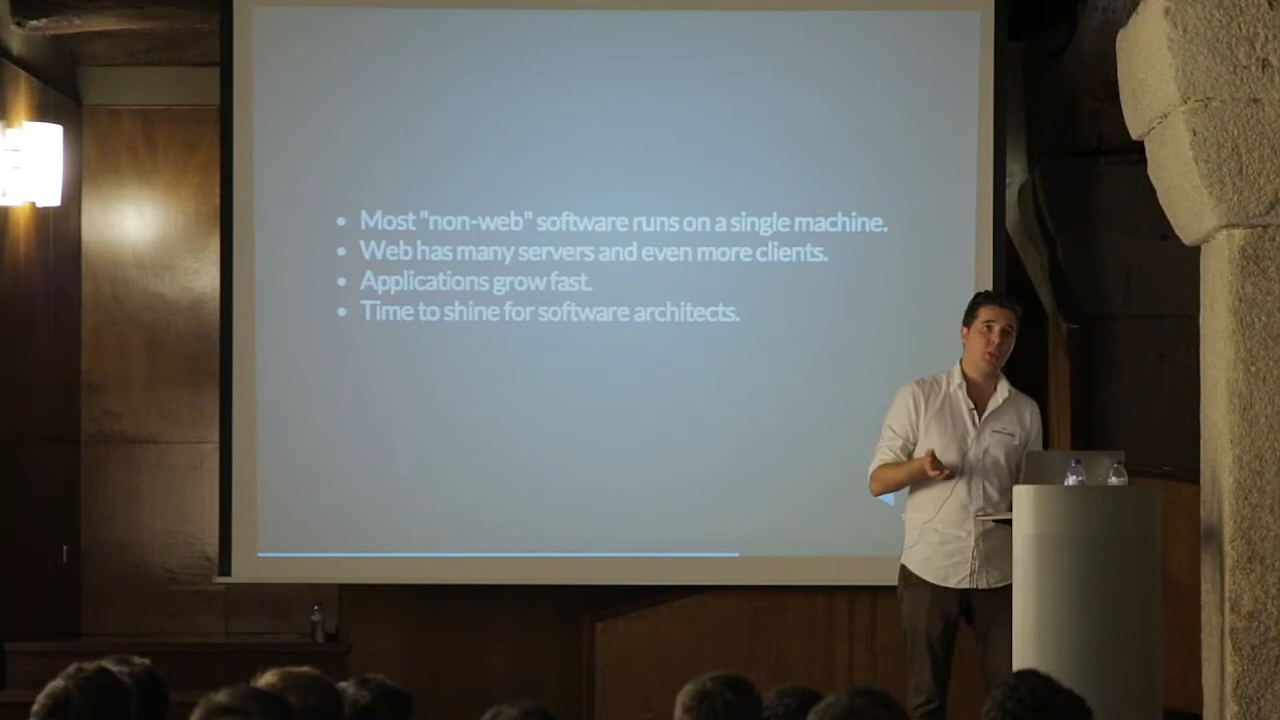 Most "non-web" software runs on a single machine.
Web has many servers and even more clients.
Applications grow fast.
Time to shine for software architects.